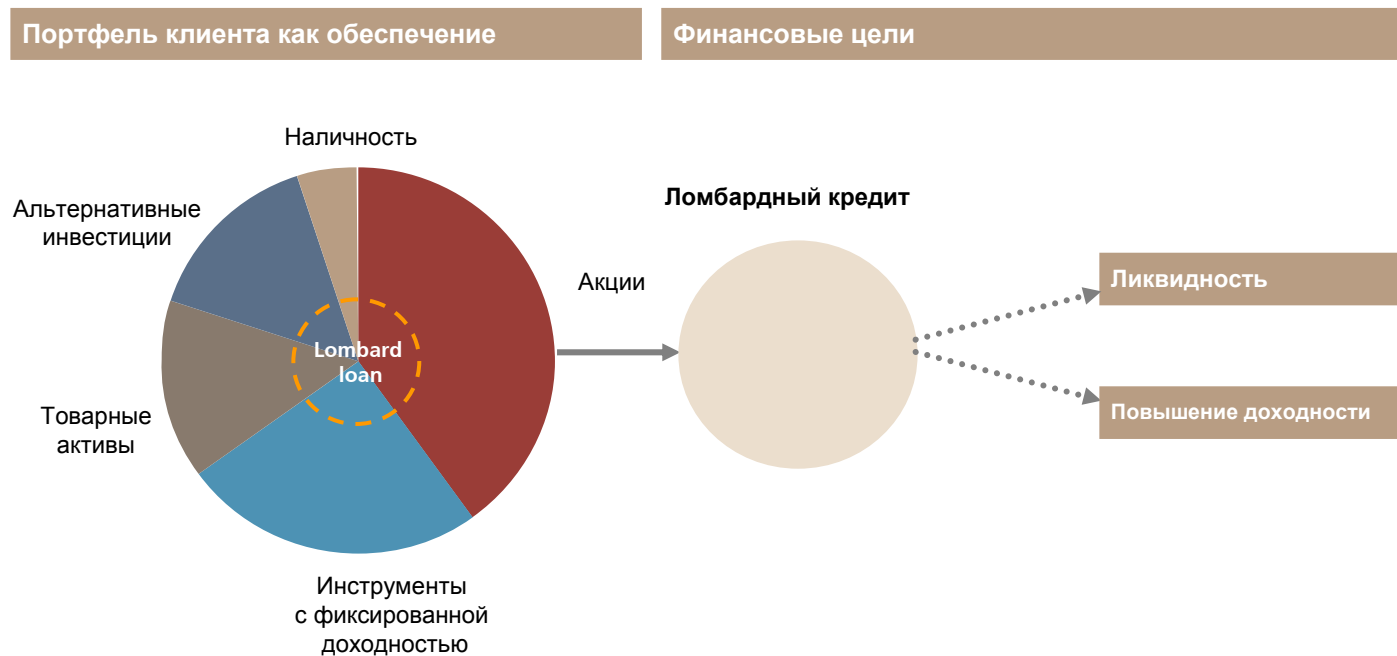 Портфель клиента как обеспечение
Финансовые цели
Наличность
Альтернативные
инвестиции
Ломбардный кредит
Акции
Ликвидность
Lombard
loan
Товарные
активы
Повышение доходности
Инструменты
с фиксированной
доходностью